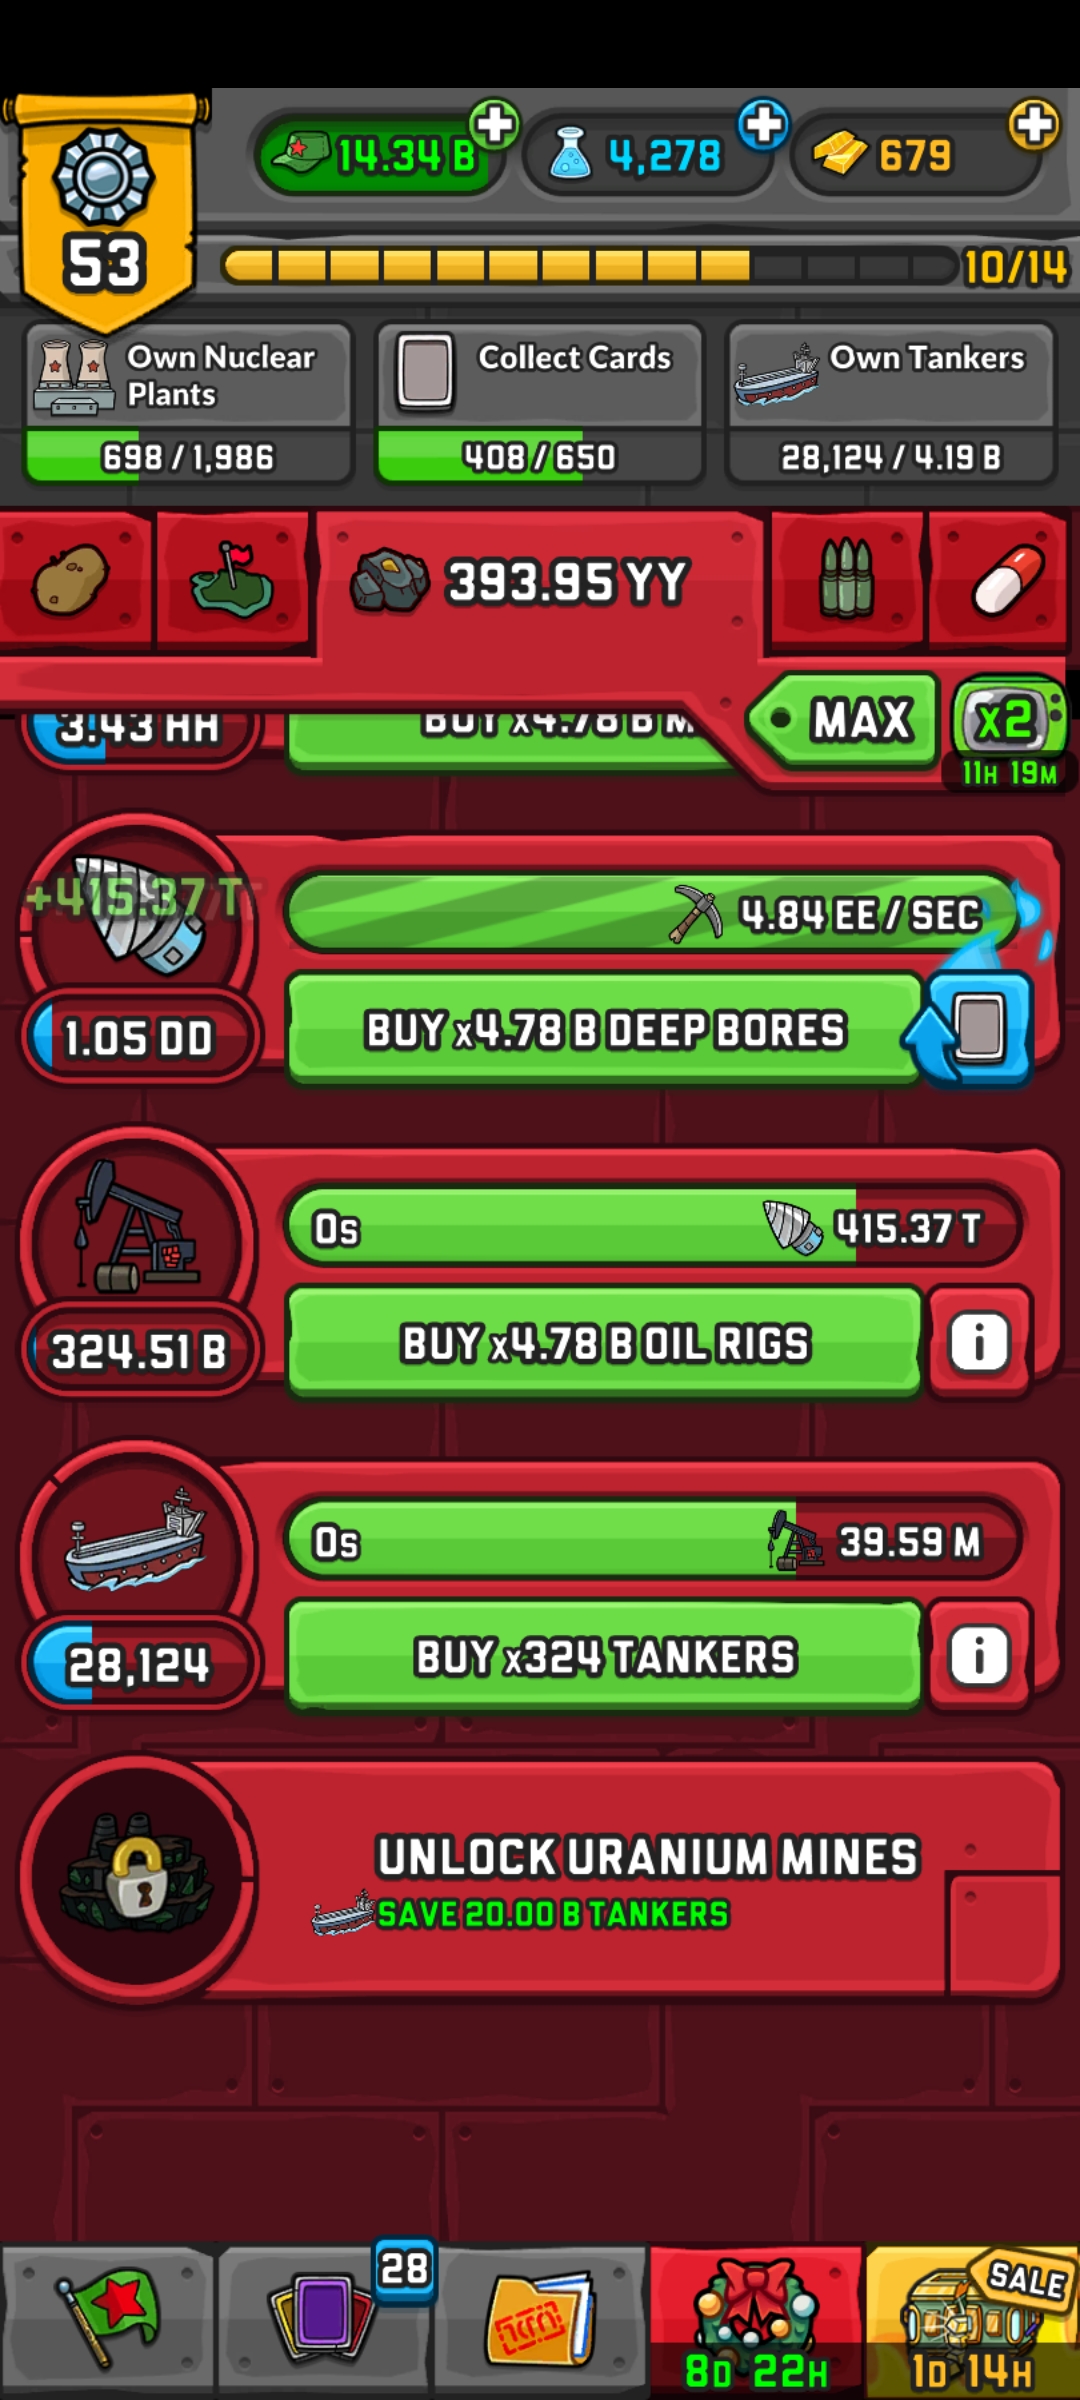 14.34 B
4,278
679
53
10/14
Own Nuclear
Plants
Collect Cards
Own Tankers
698 / 1,986
408 / 650
28,124 / 4.19 B
393.95 YY
MAX
x2
11H 19M
3.43 HH
BUY x4.78 B M
+415.37 T
4.84 EE / SEC
1.05 DD
BUY x4.78 B DEEP BORES
0s
415.37 T
324.51 B
BUY x4.78 B OIL RIGS
i
0s
39.59 M
28,124
BUY x324 TANKERS
i
UNLOCK URANIUM MINES
SAVE 20.00 B TANKERS
28
SALE
8D 22H
1D 14H